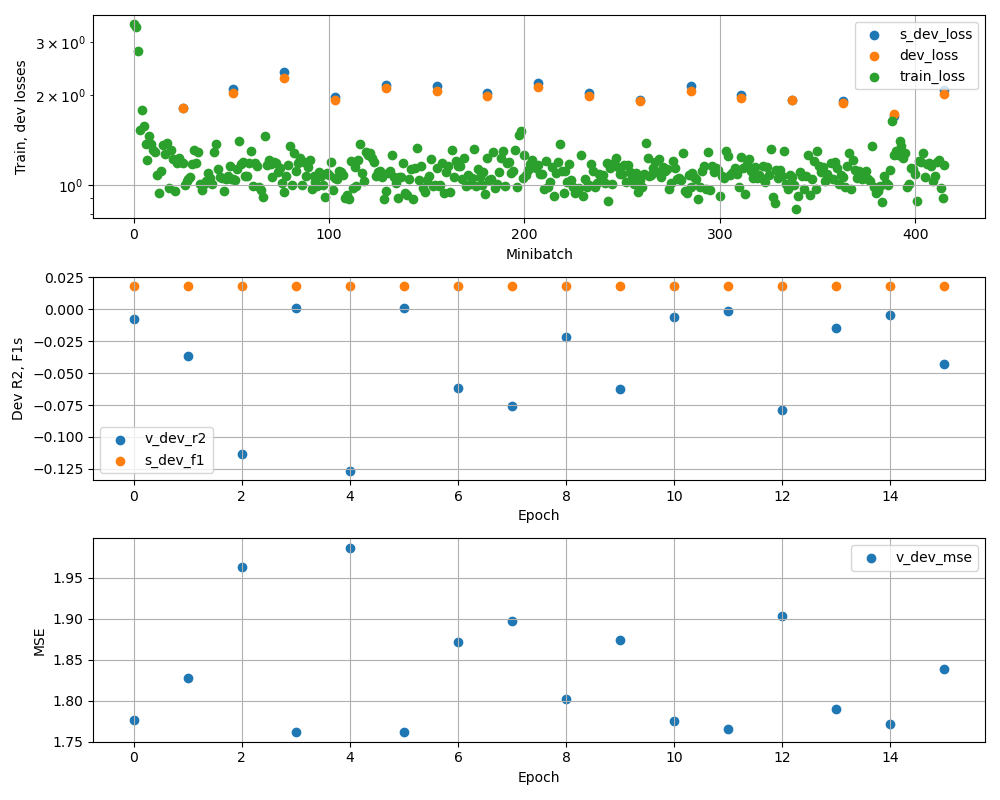 3 × 10⁰
2 × 10⁰
10⁰
Train, dev losses
s_dev_loss
dev_loss
train_loss
0 100 200 300 400
Minibatch
0.025
0.000
−0.025
−0.050
−0.075
−0.100
−0.125
Dev R2, F1s
v_dev_r2
s_dev_f1
0 2 4 6 8 10 12 14
Epoch
1.95
1.90
1.85
1.80
1.75
MSE
v_dev_mse
0 2 4 6 8 10 12 14
Epoch